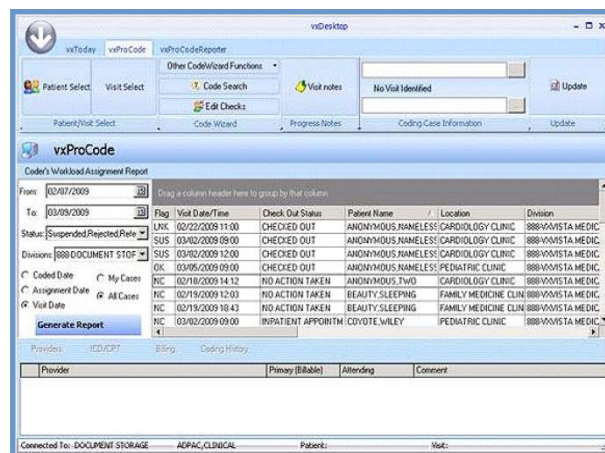 vxDesktop
vxToday vxProCode vxProCodeReporter
Patient Select Visit Select
Patient/Visit Select
Other CodeWizard Functions
Code Search
Edit Checks
Code Wizard
Visit notes
Progress Notes
No Visit Identified
Coding Case Information
Update
Update
vxProCode
Coder's Workload Assignment Report
From: 02/07/2009
To: 03/09/2009
Status: Suspended,Rejected,Refe
Divisions: 888-DOCUMENT STOF
Coded Date My Cases
Assignment Date All Cases
Visit Date
Generate Report
Drag a column header here to group by that column
Flag Visit Date/Time Check Out Status Patient Name Location Division
LNK 02/22/2009 11:00 CHECKED OUT ANONYMOUS,NAMELESS CARDIOLOGY CLINIC 888-VXVISTA MEDIC
SUS 03/02/2009 09:00 CHECKED OUT ANONYMOUS,NAMELESS CARDIOLOGY CLINIC 888-VXVISTA MEDIC
SUS 03/02/2009 12:00 CHECKED OUT ANONYMOUS,NAMELESS CARDIOLOGY CLINIC 888-VXVISTA MEDIC
OK 03/05/2009 09:00 CHECKED OUT ANONYMOUS,NAMELESS PEDIATRIC CLINIC 888-VXVISTA MEDIC
NC 02/18/2009 14:12 NO ACTION TAKEN ANONYMOUS,TWO CARDIOLOGY CLINIC 888-VXVISTA MEDIC
NC 02/19/2009 12:03 NO ACTION TAKEN BEAUTY,SLEEPING FAMILY MEDICINE CLIN 888-VXVISTA MEDIC
NC 02/19/2009 18:43 NO ACTION TAKEN BEAUTY,SLEEPING FAMILY MEDICINE CLIN 888-VXVISTA MEDIC
NC 03/02/2009 09:00 INPATIENT APPOINTM COYOTE,WILEY PEDIATRIC CLINIC 888-VXVISTA MEDIC
Providers ICD/CPT Billing Coding History
Provider Primary (Billable) Attending Comment
Connected To: DOCUMENT STORAGE ADPAC,CLINICAL Patient: Visit: